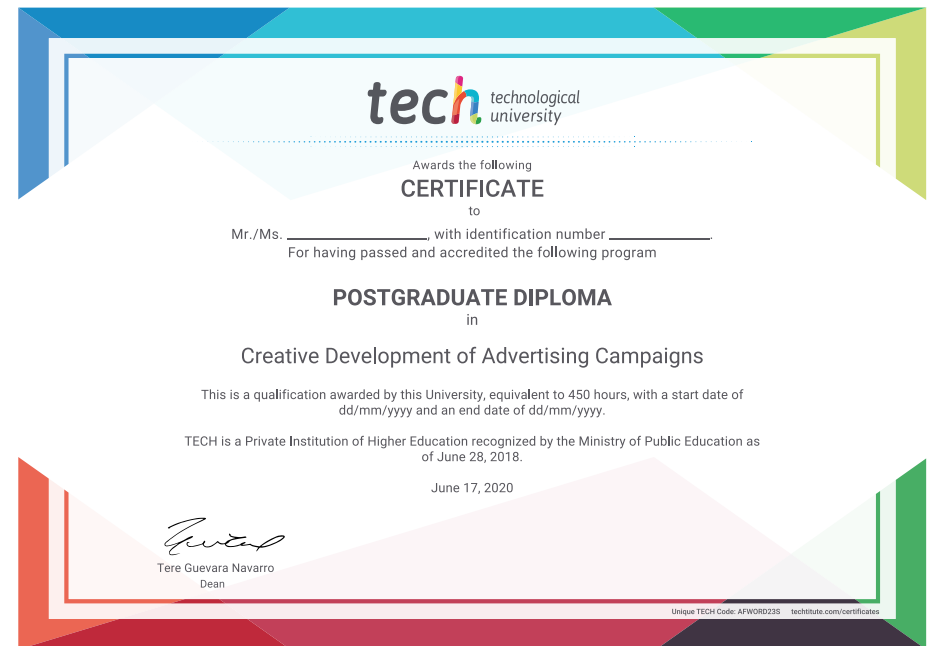 tech technological
university
Awards the following
CERTIFICATE
to
Mr./Ms. ____________________, with identification number ______________.
For having passed and accredited the following program
POSTGRADUATE DIPLOMA
in
Creative Development of Advertising Campaigns
This is a qualification awarded by this University, equivalent to 450 hours, with a start date of
dd/mm/yyyy and an end date of dd/mm/yyyy.
TECH is a Private Institution of Higher Education recognized by the Ministry of Public Education as
of June 28, 2018.
June 17, 2020
Tere Guevara Navarro
Dean
Unique TECH Code: AFWORD23S techtitute.com/certificates